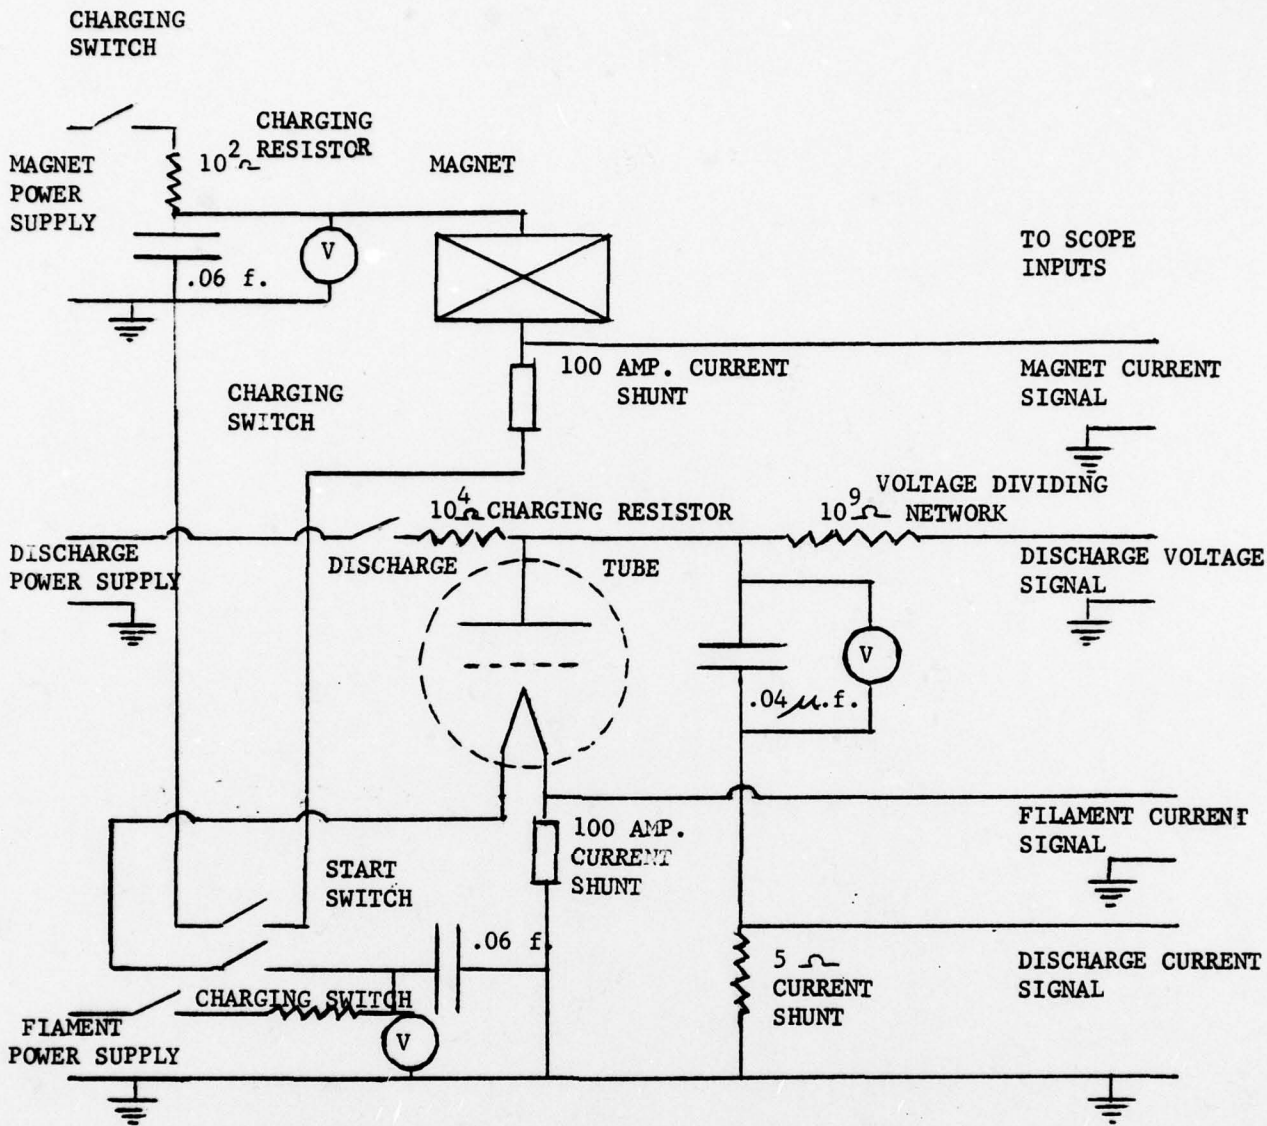 CHARGING
SWITCH
CHARGING
RESISTOR
10² Ω
MAGNET
MAGNET
POWER
SUPPLY
V
.06 f.
TO SCOPE
INPUTS
100 AMP. CURRENT
SHUNT
MAGNET CURRENT
SIGNAL
CHARGING
SWITCH
VOLTAGE DIVIDING
NETWORK
10⁴ Ω CHARGING RESISTOR
10⁹ Ω
DISCHARGE
POWER SUPPLY
DISCHARGE TUBE
DISCHARGE VOLTAGE
SIGNAL
V
.04 μ.f.
100 AMP.
CURRENT
SHUNT
FILAMENT CURRENT
SIGNAL
START
SWITCH
.06 f.
5 Ω
CURRENT
SHUNT
DISCHARGE CURRENT
SIGNAL
CHARGING SWITCH
FIAMENT
POWER SUPPLY
V